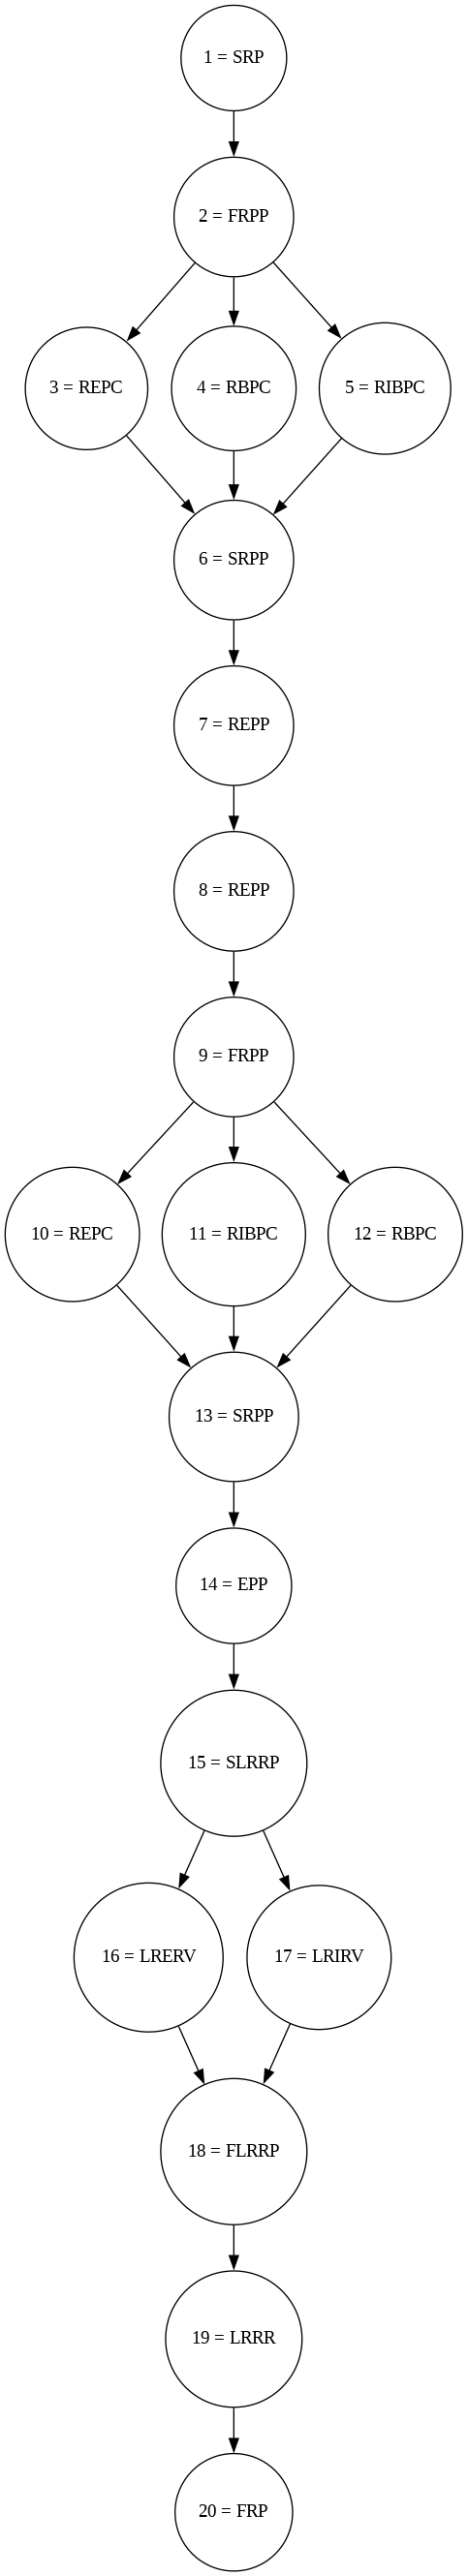 1 = SRP
2 = FRPP
3 = REPC
4 = RBPC
5 = RIBPC
6 = SRPP
7 = REPP
8 = REPP
9 = FRPP
10 = REPC
11 = RIBPC
12 = RBPC
13 = SRPP
14 = EPP
15 = SLRRP
16 = LRERV
17 = LRIRV
18 = FLRRP
19 = LRRR
20 = FRP